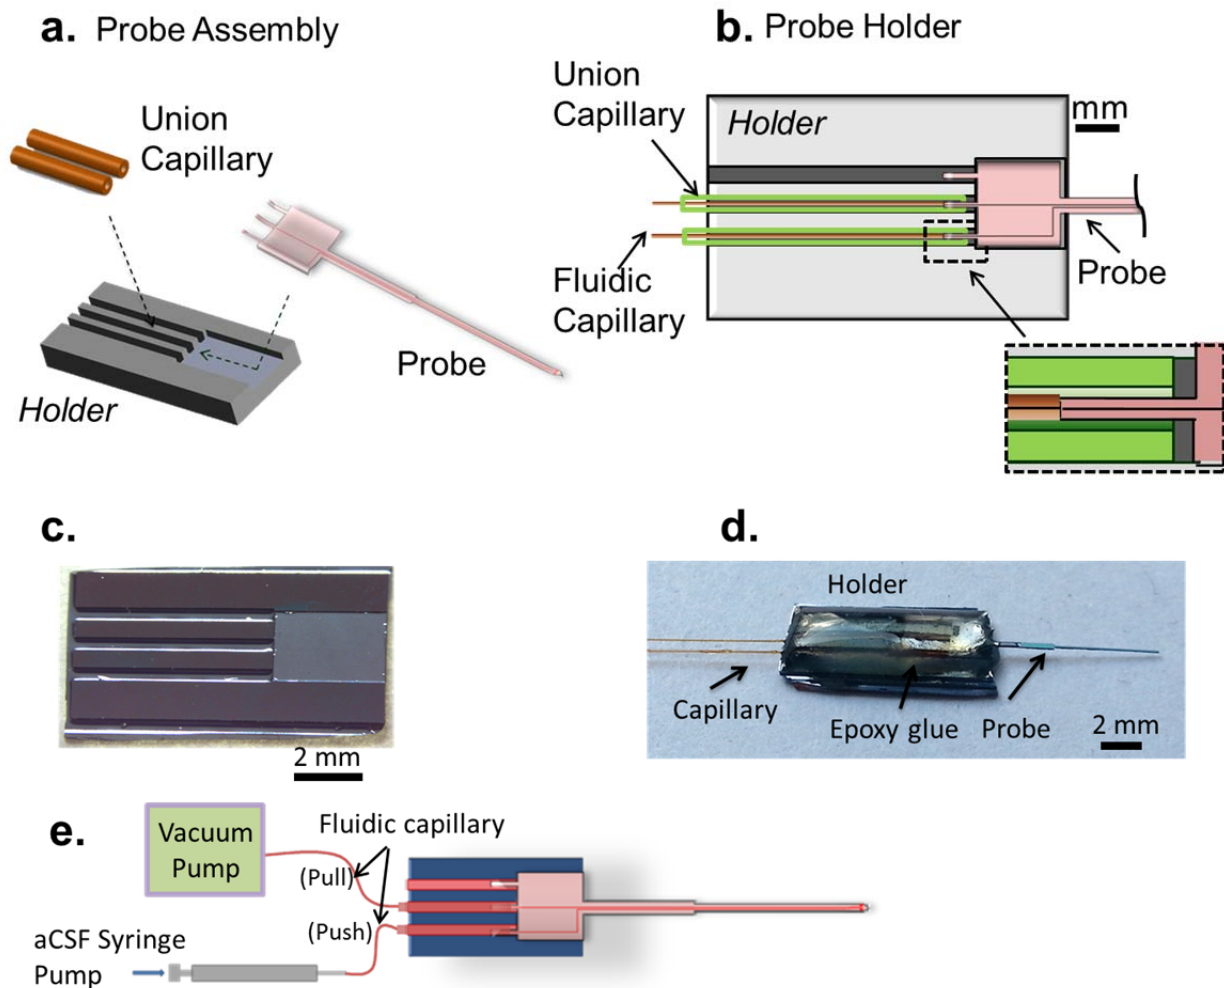 a. Probe Assembly
Union
Capillary
Probe
Holder
b. Probe Holder
Union
Capillary
Holder
mm
Fluidic
Capillary
Probe
c.
2 mm
d.
Holder
Capillary
Epoxy glue
Probe
2 mm
e.
Vacuum
Pump
Fluidic capillary
(Pull)
(Push)
aCSF Syringe
Pump